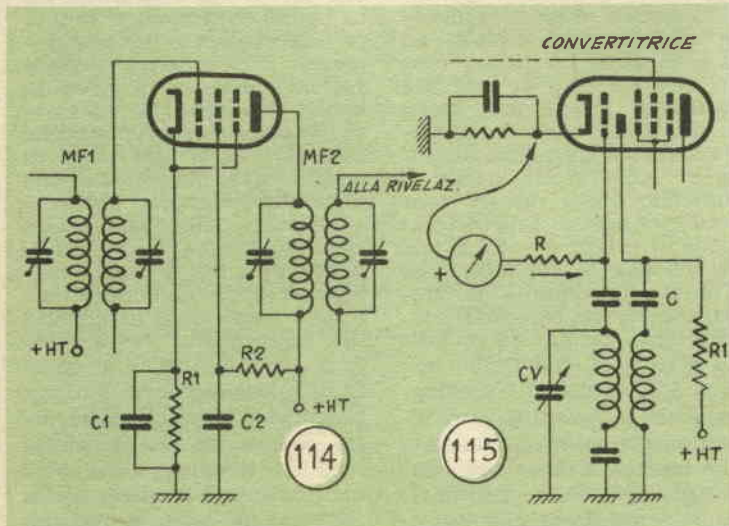 MF1
MF2
ALLA RIVELAZ.
+HT
R1
R2
C1
C2
+HT
114
CONVERTITRICE
+
-
R
C
CV
R1
+HT
115